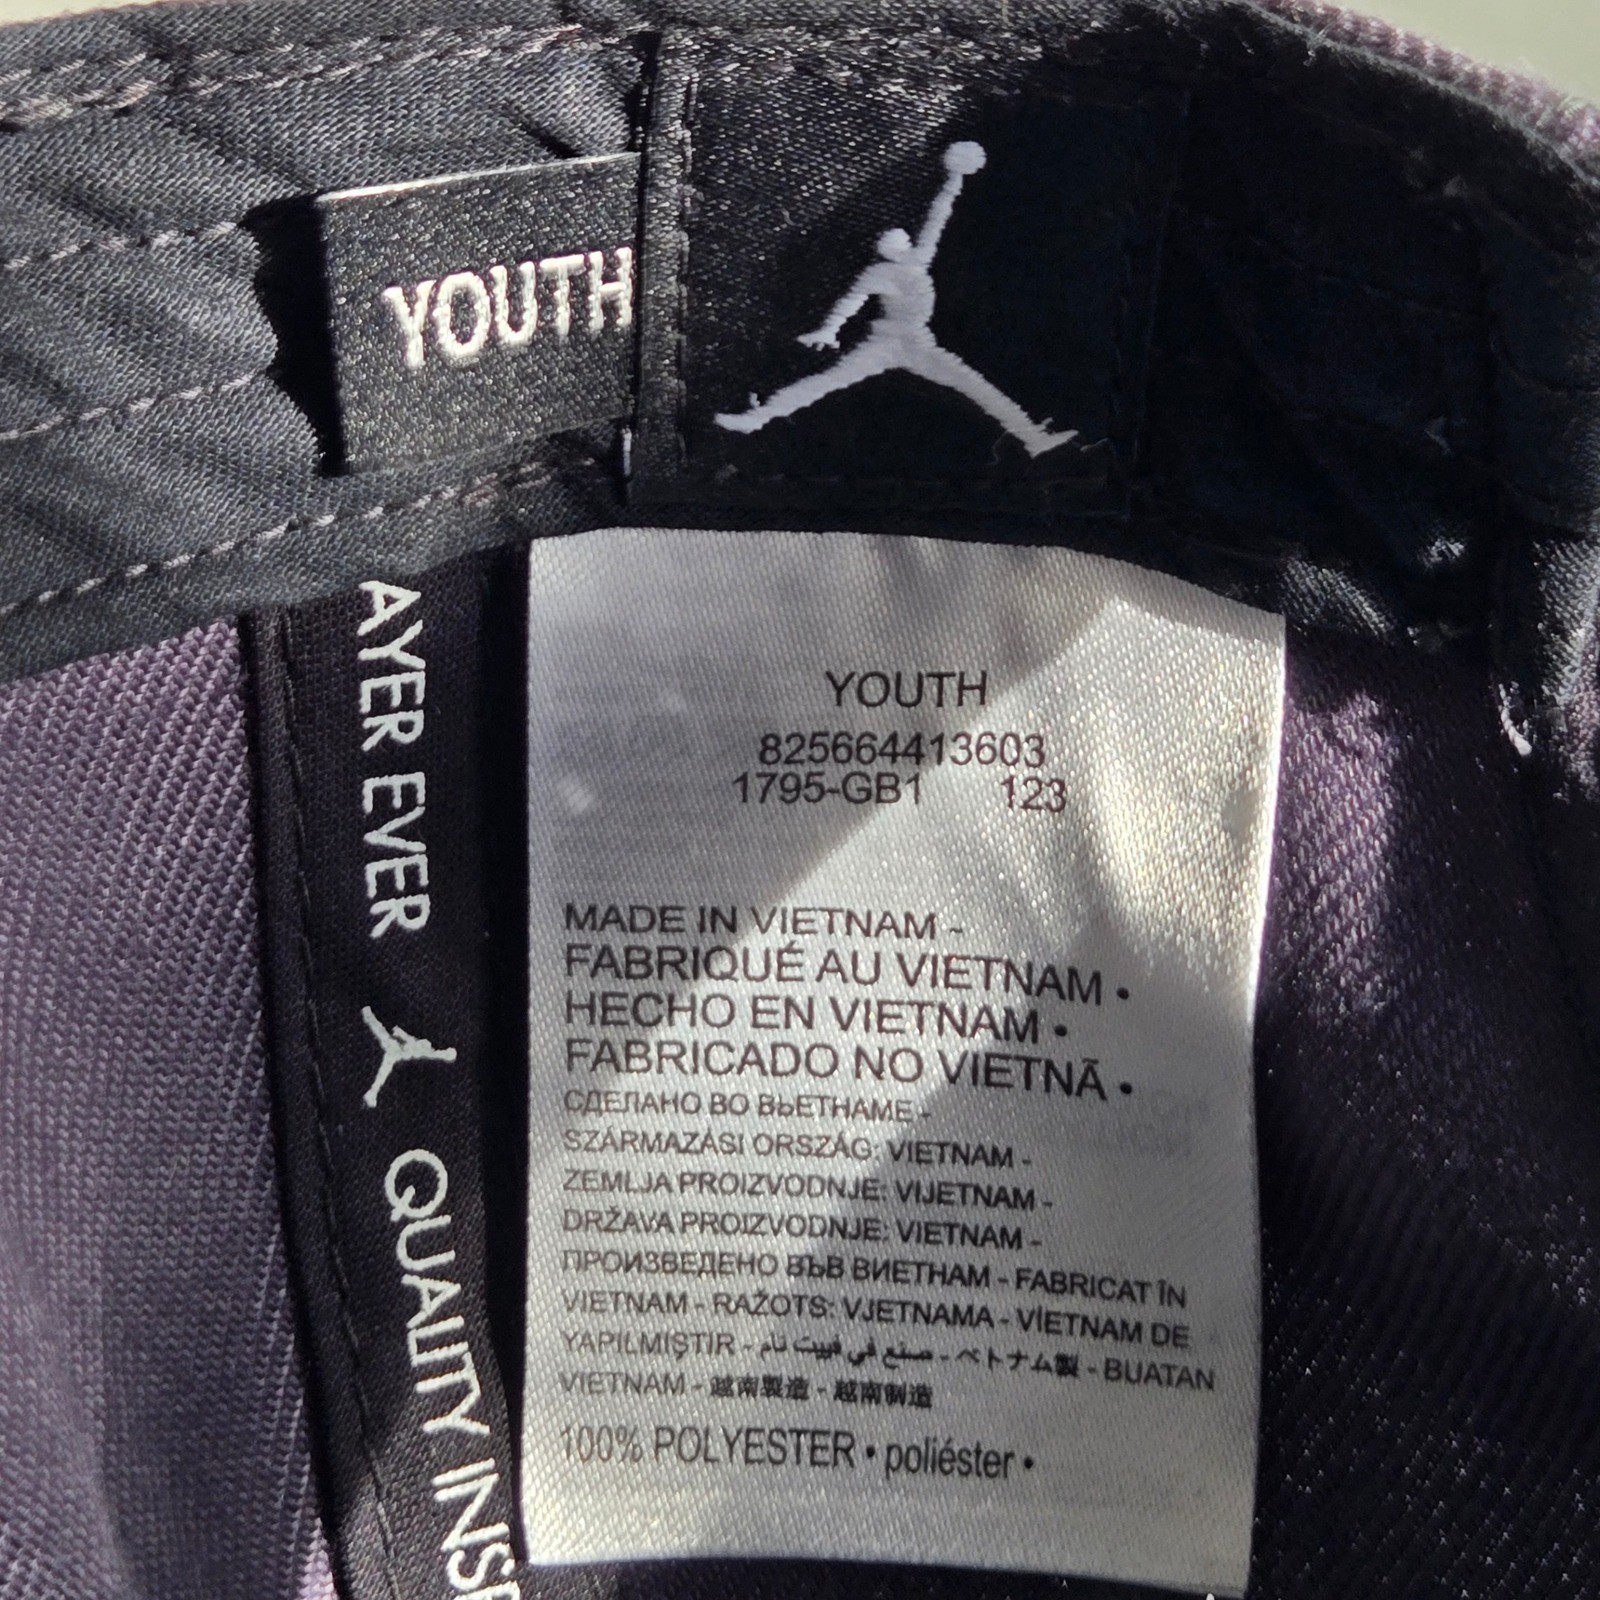 YOUTH
AYER EVER
QUALITY INSP
YOUTH
825664413603
1795-GB1 123
MADE IN VIETNAM -
FABRIQUÉ AU VIETNAM •
HECHO EN VIETNAM •
FABRICADO NO VIETNÃ •
СДЕЛАНО ВО ВЬЕТНАМЕ -
SZÁRMAZÁSI ORSZÁG: VIETNAM -
ZEMLJA PROIZVODNJE: VIJETNAM -
DRŽAVA PROIZVODNJE: VIETNAM -
ПРОИЗВЕДЕНО ВЪВ ВИЕТНАМ - FABRICAT ÎN
VIETNAM - RAŽOTS: VJETNAMA - VİETNAM DE
YAPILMIŞTIR - صنع في فييت نام - ベトナム製 - BUATAN
VIETNAM - 越南製造 - 越南制造
100% POLYESTER • poliéster •